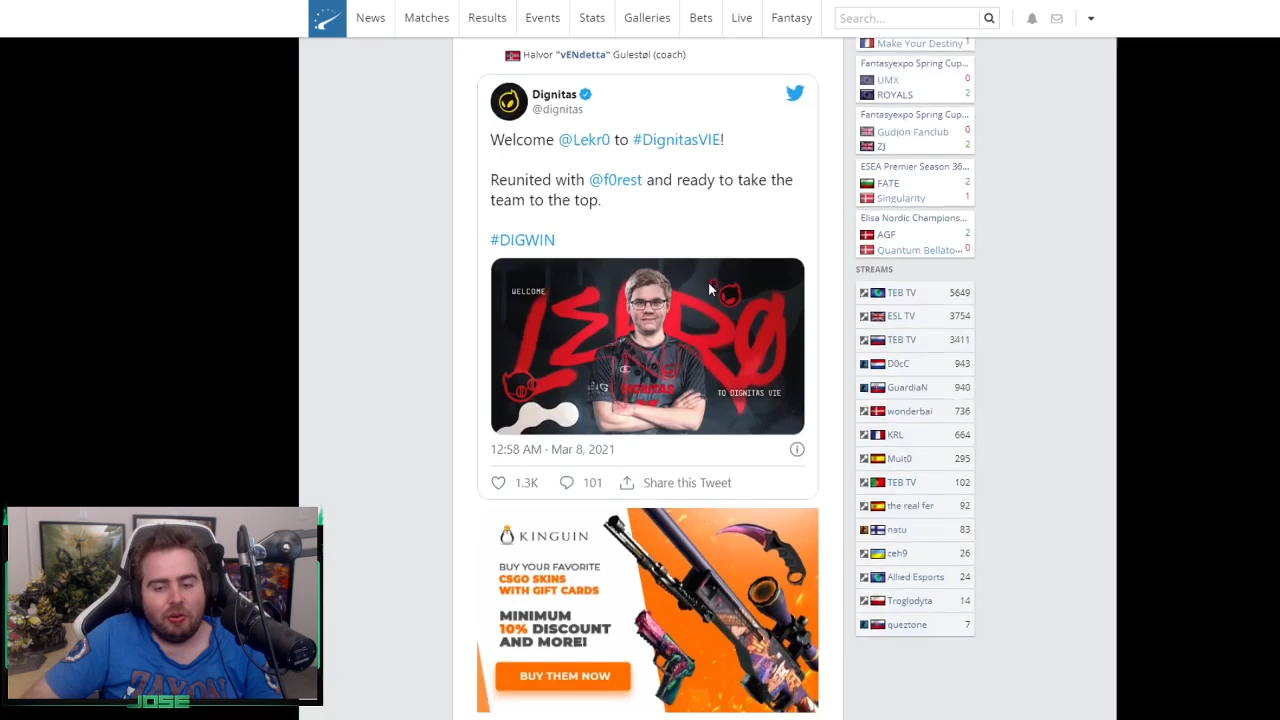 News Matches Results Events Stats Galleries Bets Live Fantasy Search...
Halvor "vENdetta" Gulestøl (coach)
Dignitas
@dignitas
Welcome @Lekr0 to #DignitasVIE!
Reunited with @f0rest and ready to take the
team to the top.
#DIGWIN
WELCOME
LEKRØ
DIGNITAS
TO DIGNITAS VIE
12:58 AM · Mar 8, 2021
1.3K 101 Share this Tweet
KINGUIN
BUY YOUR FAVORITE
CSGO SKINS
WITH GIFT CARDS
MINIMUM
10% DISCOUNT
AND MORE!
BUY THEM NOW
Make Your Destiny 1
Fantasyexpo Spring Cup...
UMX 0
ROYALS 2
Fantasyexpo Spring Cup...
Gudjon Fanclub 0
ZJ 2
ESEA Premier Season 36...
FATE 2
Singularity 1
Elisa Nordic Champions...
AGF 2
Quantum Bellato... 0
STREAMS
TEB TV 5649
ESL TV 3754
TEB TV 3411
D0cC 943
GuardiaN 940
wonderbai 736
KRL 664
Muit0 295
TEB TV 102
the real fer 92
natu 83
ceh9 26
Allied Esports 24
Troglodyta 14
queztone 7
JOSE